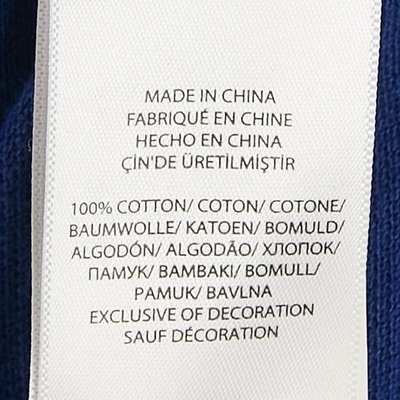 MADE IN CHINA
FABRIQUÉ EN CHINE
HECHO EN CHINA
ÇİN'DE ÜRETİLMİŞTİR
100% COTTON/ COTON/ COTONE/
BAUMWOLLE/ KATOEN/ BOMULD/
ALGODÓN/ ALGODÃO/ ХЛОПОК/
ПАМУК/ BAMBAKI/ BOMULL/
PAMUK/ BAVLNA
EXCLUSIVE OF DECORATION
SAUF DÉCORATION